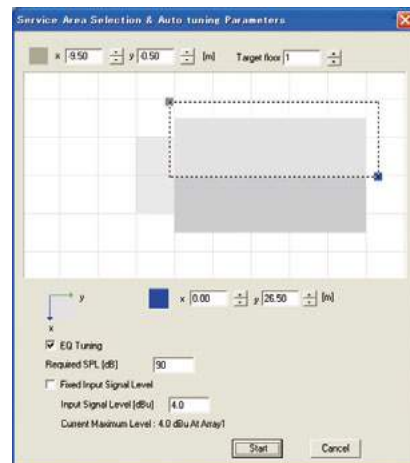 Service Area Selection & Auto tuning Parameters
x -9.50 y -0.50 [m] Target floor 1
y
x
x 0.00 y 26.50 [m]
EQ Tuning
Required SPL [dB] 90
Fixed Input Signal Level
Input Signal Level [dBu] 4.0
Current Maximum Level : 4.0 dBu At Array1
Start Cancel